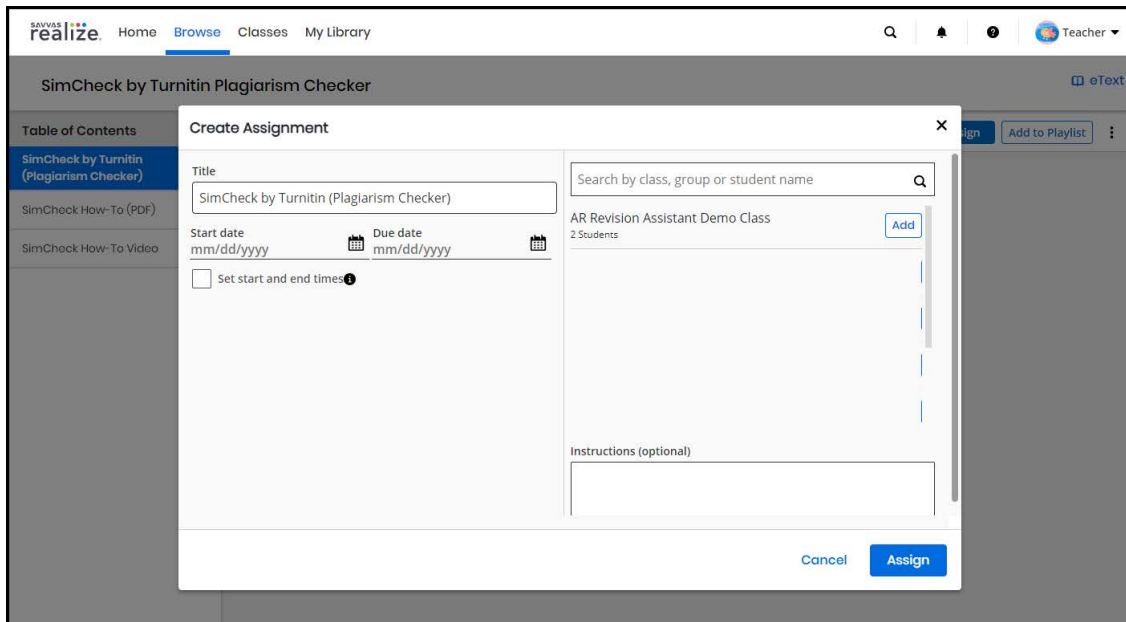 SAVVAS
realize. Home Browse Classes My Library Teacher
SimCheck by Turnitin Plagiarism Checker eText
Table of Contents
SimCheck by Turnitin
(Plagiarism Checker)
SimCheck How-To (PDF)
SimCheck How-To Video
ign Add to Playlist
Create Assignment
Title
SimCheck by Turnitin (Plagiarism Checker)
Start date Due date
mm/dd/yyyy mm/dd/yyyy
Set start and end times
Search by class, group or student name
AR Revision Assistant Demo Class Add
2 Students
Instructions (optional)
Cancel Assign